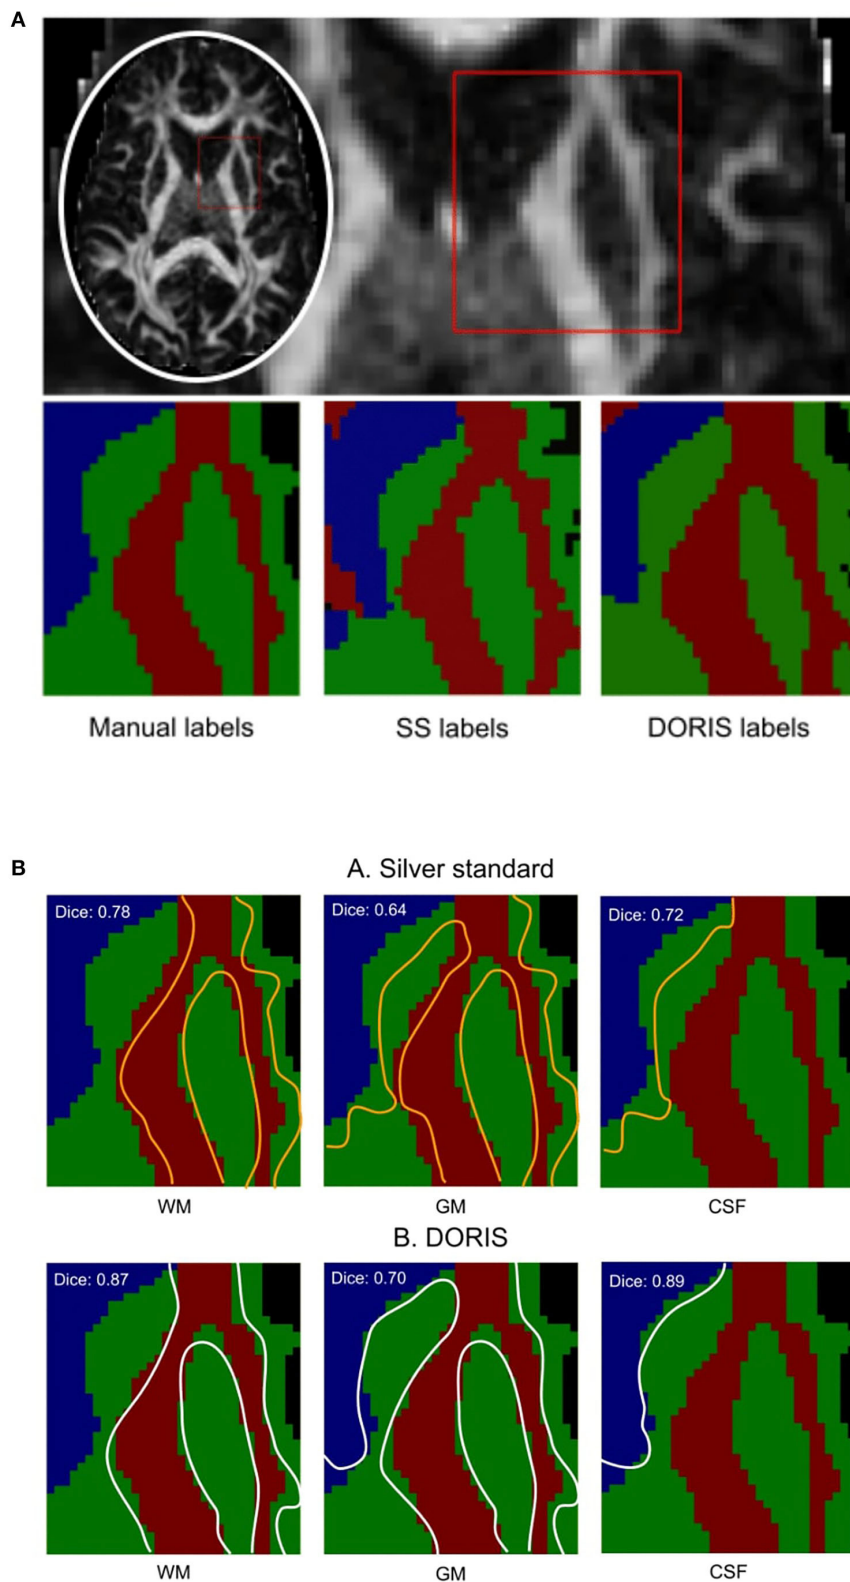 A
Manual labels
SS labels
DORIS labels
B
A. Silver standard
Dice: 0.78
Dice: 0.64
Dice: 0.72
WM
GM
CSF
B. DORIS
Dice: 0.87
Dice: 0.70
Dice: 0.89
WM
GM
CSF